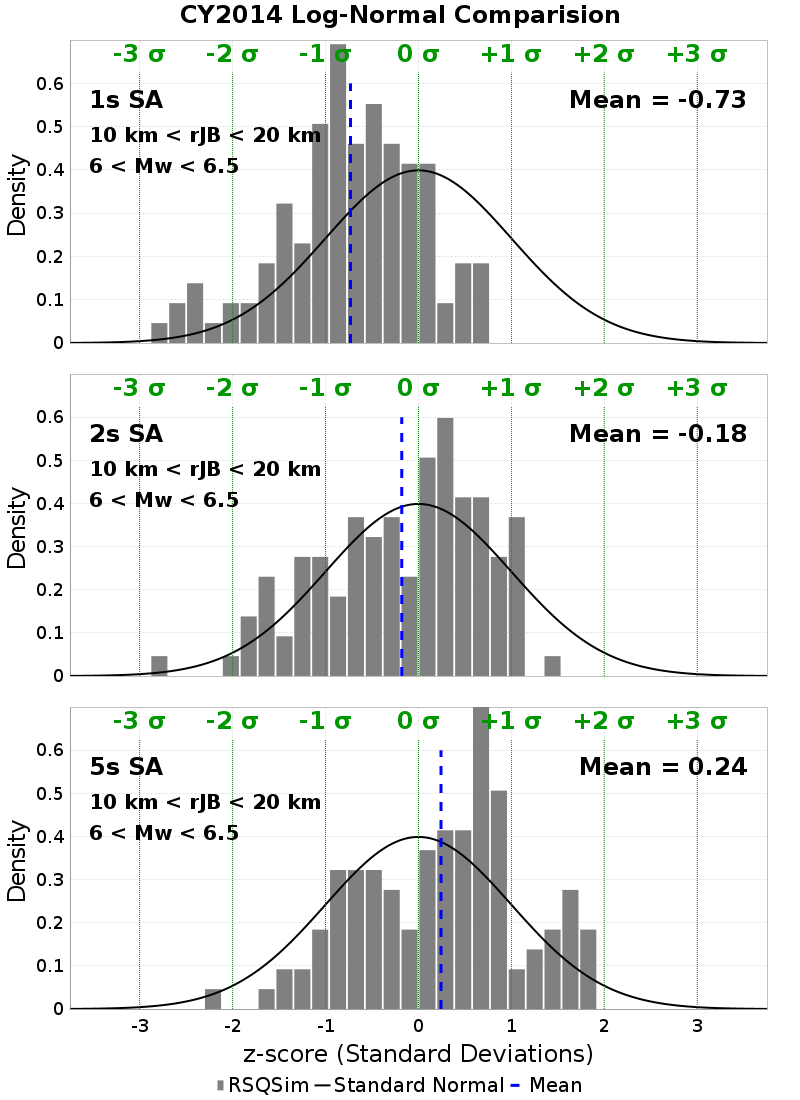 CY2014 Log-Normal Comparision
-3 σ -2 σ -1 σ 0 σ +1 σ +2 σ +3 σ
1s SA
Mean = -0.73
10 km < rJB < 20 km
6 < Mw < 6.5
Density
0.6
0.5
0.4
0.3
0.2
0.1
0
-3 σ -2 σ -1 σ 0 σ +1 σ +2 σ +3 σ
2s SA
Mean = -0.18
10 km < rJB < 20 km
6 < Mw < 6.5
Density
0.6
0.5
0.4
0.3
0.2
0.1
0
-3 σ -2 σ -1 σ 0 σ +1 σ +2 σ +3 σ
5s SA
Mean = 0.24
10 km < rJB < 20 km
6 < Mw < 6.5
Density
0.6
0.5
0.4
0.3
0.2
0.1
0
-3 -2 -1 0 1 2 3
z-score (Standard Deviations)
RSQSim Standard Normal Mean